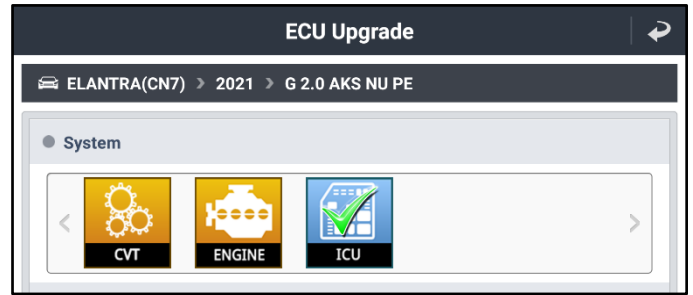 ECU Upgrade
ELANTRA(CN7) > 2021 > G 2.0 AKS NU PE
System
CVT ENGINE ICU